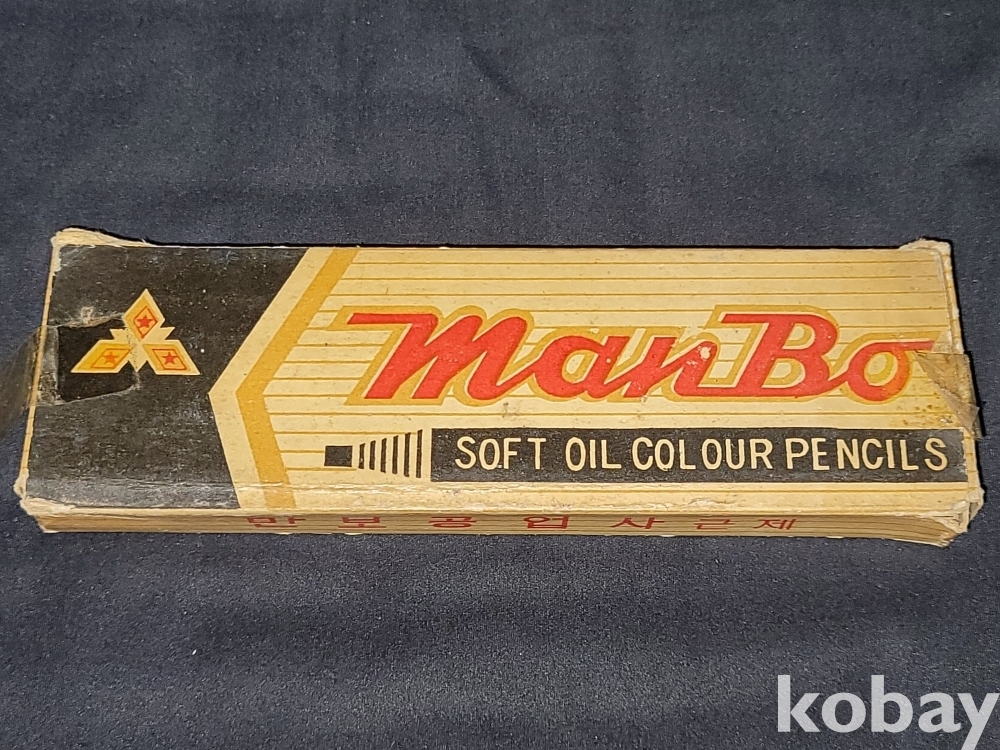 ManBo
SOFT OIL COLOUR PENCILS
만보공업사근제
kobay